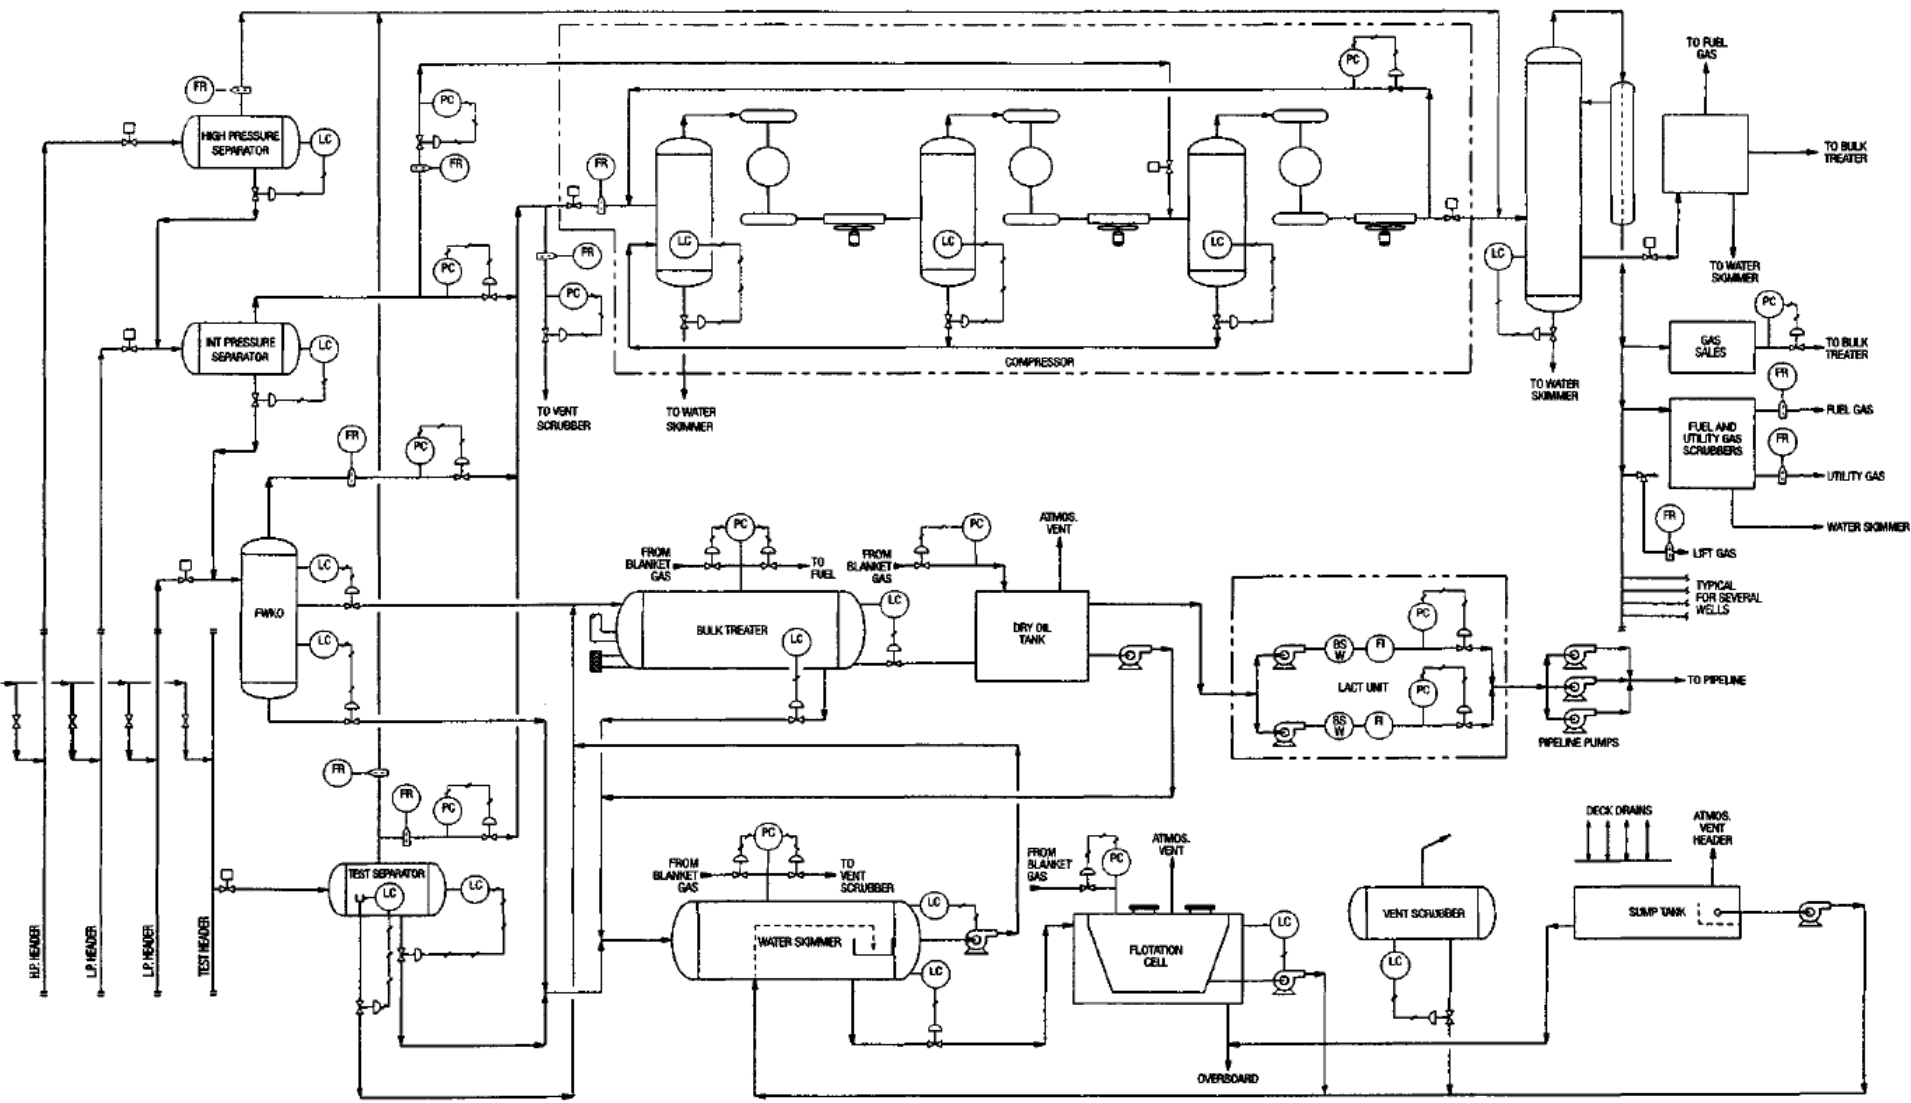 TO FUEL
GAS
FR
PC
PC
HIGH PRESSURE
SEPARATOR
LC
FR
FR
TO BULK
TREATER
LC
LC
LC
FR
PC
PC
LC
TO WATER
SKIMMER
PC
INT PRESSURE
SEPARATOR
LC
COMPRESSOR
GAS
SALES
TO BULK
TREATER
TO WATER
SKIMMER
FR
TO VENT
SCRUBBER
TO WATER
SKIMMER
FUEL GAS
FR
PC
FUEL AND
UTILITY GAS
SCRUBBERS
FR
UTILITY GAS
PC
PC
ATMOS.
VENT
FR
WATER SKIMMER
FROM
BLANKET
GAS
TO
FUEL
FROM
BLANKET
GAS
LIFT GAS
LC
TYPICAL
FOR SEVERAL
WELLS
FWKO
LC
PC
BULK TREATER
LC
DRY OIL
TANK
LC
BS
W
FI
LACT UNIT
PC
TO PIPELINE
BS
W
FI
PIPELINE PUMPS
FR
FR
PC
DECK DRAINS
ATMOS.
VENT
HEADER
PC
ATMOS.
VENT
FROM
BLANKET
GAS
TO
VENT
SCRUBBER
FROM
BLANKET
GAS
PC
TEST SEPARATOR
LC
LC
LC
VENT SCRUBBER
SUMP TANK
H.P. HEADER
L.P. HEADER
L.P. HEADER
TEST HEADER
WATER SKIMMER
FLOTATION
CELL
LC
LC
LC
OVERBOARD